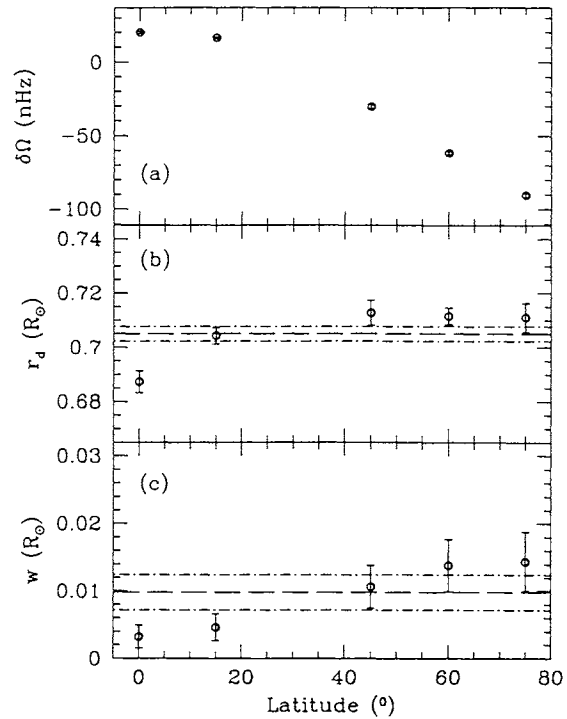 δΩ (nHz)
0
−50
−100
(a)
r_d (R_⊙)
0.74
0.72
0.7
0.68
(b)
w (R_⊙)
0.03
0.02
0.01
0
(c)
0 20 40 60 80
Latitude (°)